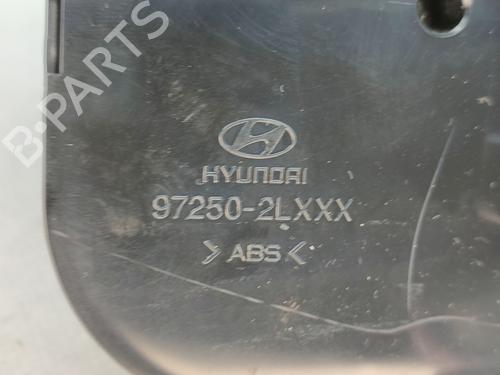 B-PARTS
HYUNDAI
97250-2LXXX
>ABS<